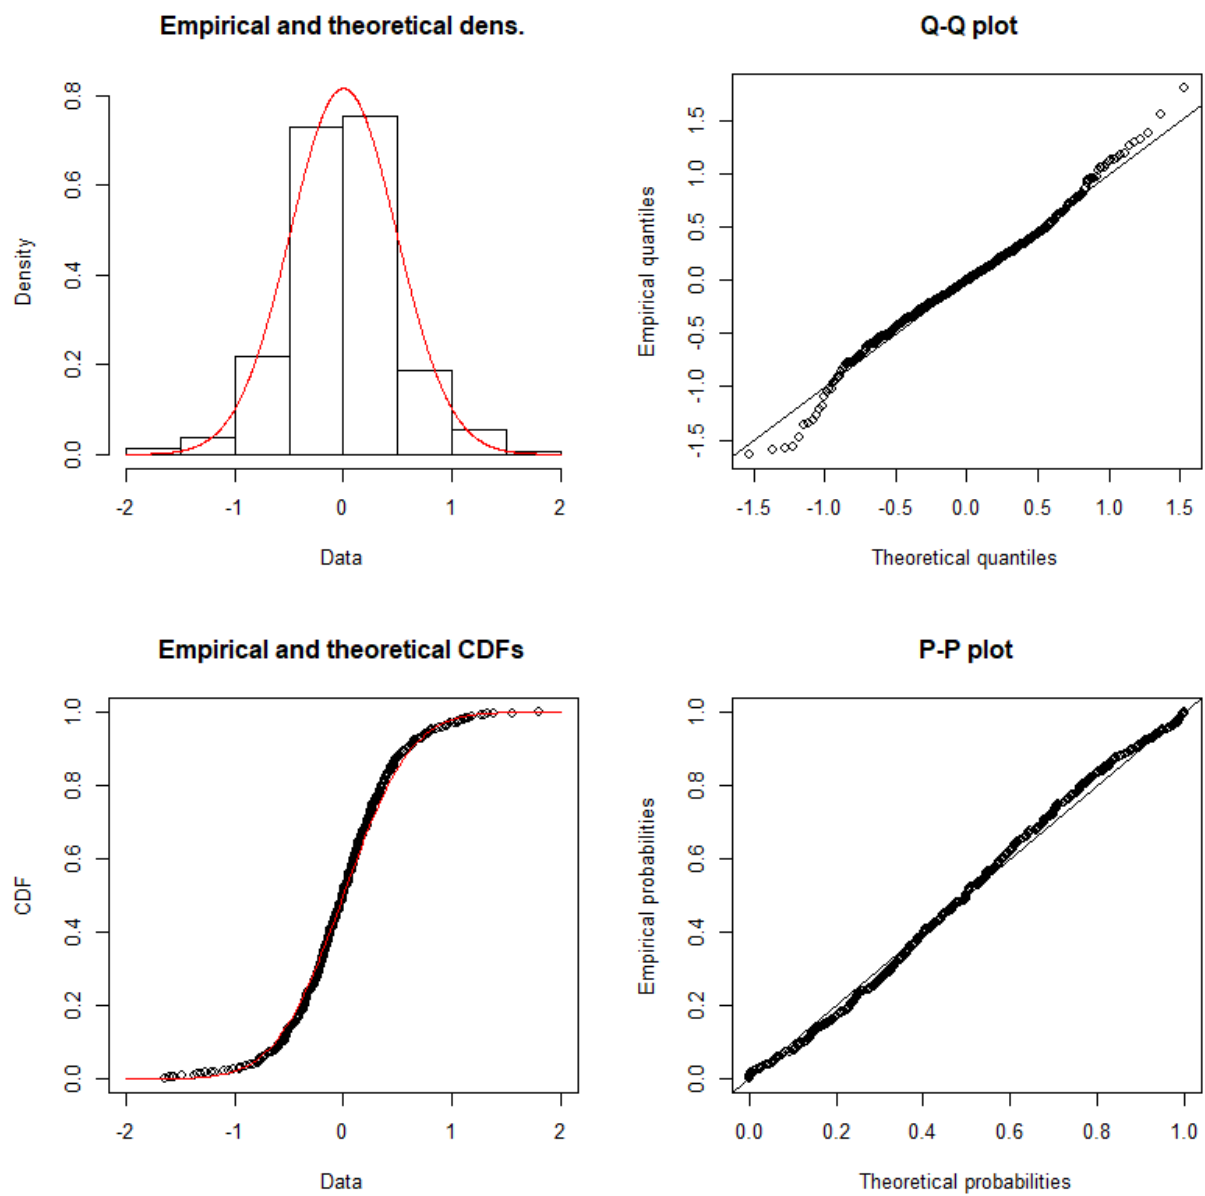 Empirical and theoretical dens.
Density
0.0 0.2 0.4 0.6 0.8
-2 -1 0 1 2
Data
Q-Q plot
Empirical quantiles
-1.5 -1.0 -0.5 0.0 0.5 1.0 1.5
-1.5 -1.0 -0.5 0.0 0.5 1.0 1.5
Theoretical quantiles
Empirical and theoretical CDFs
CDF
0.0 0.2 0.4 0.6 0.8 1.0
-2 -1 0 1 2
Data
P-P plot
Empirical probabilities
0.0 0.2 0.4 0.6 0.8 1.0
0.0 0.2 0.4 0.6 0.8 1.0
Theoretical probabilities